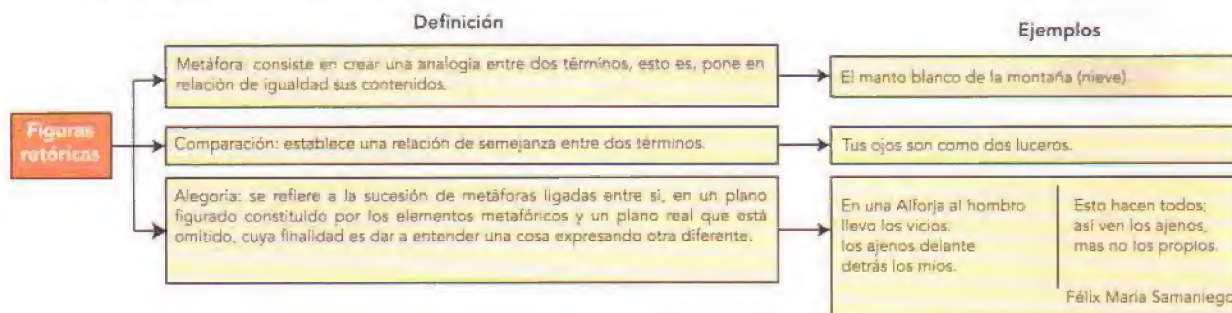 Definición
Ejemplos
Figuras
retóricas
Metáfora: consiste en crear una analogía entre dos términos, esto es, pone en
relación de igualdad sus contenidos.
El manto blanco de la montaña (nieve).
Comparación: establece una relación de semejanza entre dos términos.
Tus ojos son como dos luceros.
Alegoría: se refiere a la sucesión de metáforas ligadas entre si, en un plano
figurado constituido por los elementos metafóricos y un plano real que está
omitido, cuya finalidad es dar a entender una cosa expresando otra diferente.
En una Alforja al hombro
llevo los vicios.
los ajenos delante
detrás los míos.
Esto hacen todos;
así ven los ajenos,
mas no los propios.
Félix María Samaniego